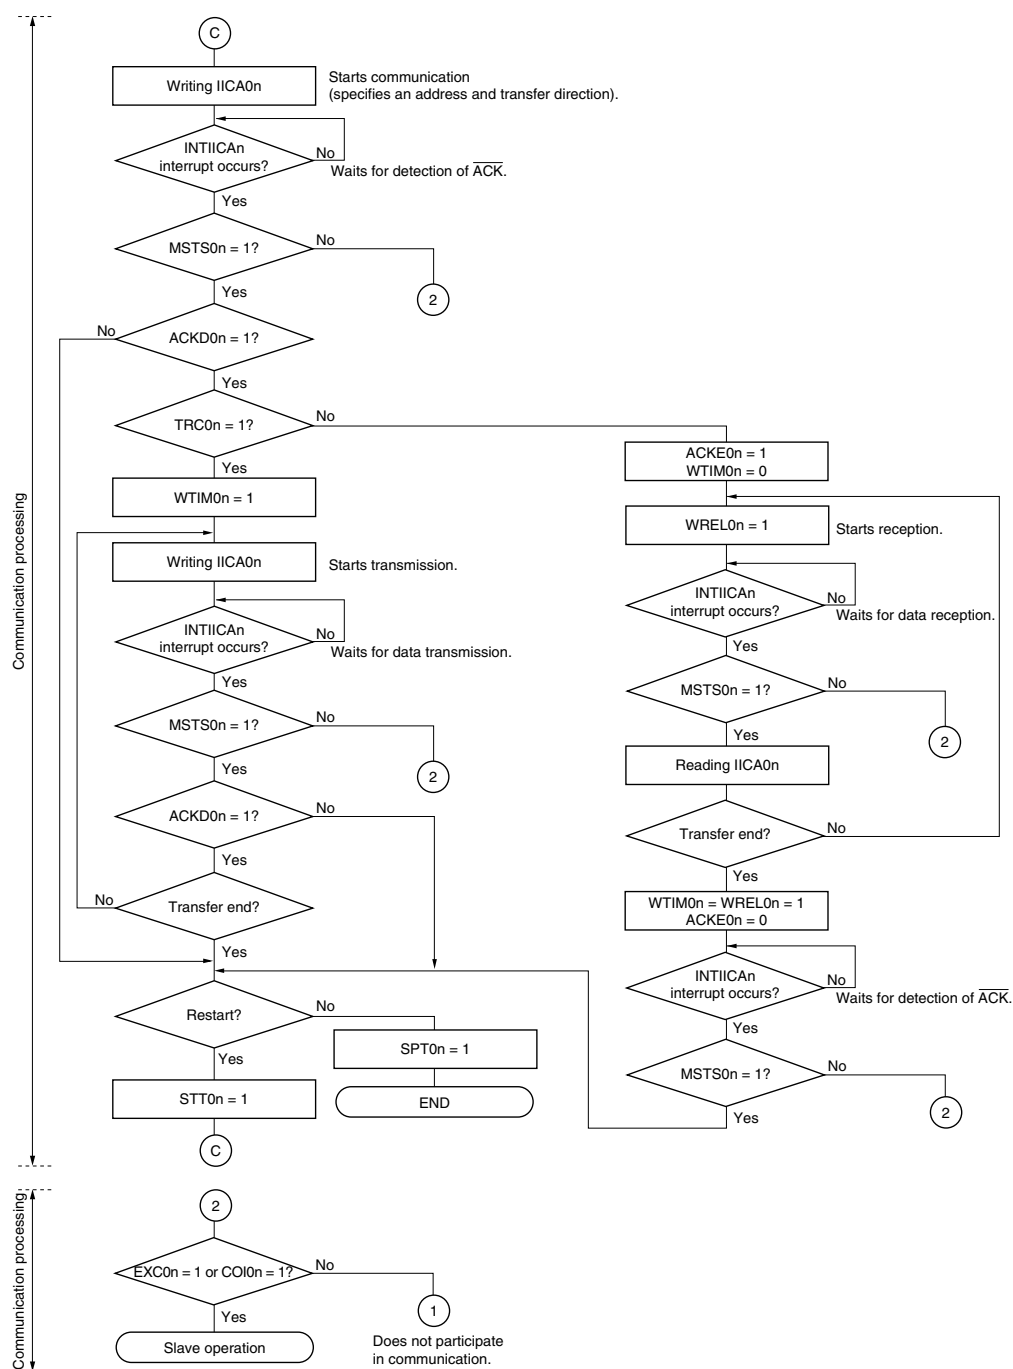 C
Writing IICA0n
Starts communication
(specifies an address and transfer direction).
INTIICAn
interrupt occurs?
No
Waits for detection of ACK.
Yes
MSTS0n = 1?
No
2
Yes
No
ACKD0n = 1?
Yes
TRC0n = 1?
No
Yes
WTIM0n = 1
Writing IICA0n
Starts transmission.
INTIICAn
interrupt occurs?
No
Waits for data transmission.
Yes
MSTS0n = 1?
No
2
Yes
ACKD0n = 1?
No
Yes
No
Transfer end?
Yes
Restart?
No
SPT0n = 1
END
Yes
STT0n = 1
C
ACKE0n = 1
WTIM0n = 0
WREL0n = 1
Starts reception.
INTIICAn
interrupt occurs?
No
Waits for data reception.
Yes
MSTS0n = 1?
No
2
Yes
Reading IICA0n
Transfer end?
No
Yes
WTIM0n = WREL0n = 1
ACKE0n = 0
INTIICAn
interrupt occurs?
No
Waits for detection of ACK.
Yes
MSTS0n = 1?
No
2
Yes
Communication processing
2
EXC0n = 1 or COI0n = 1?
No
1
Does not participate
in communication.
Yes
Slave operation
Communication processing